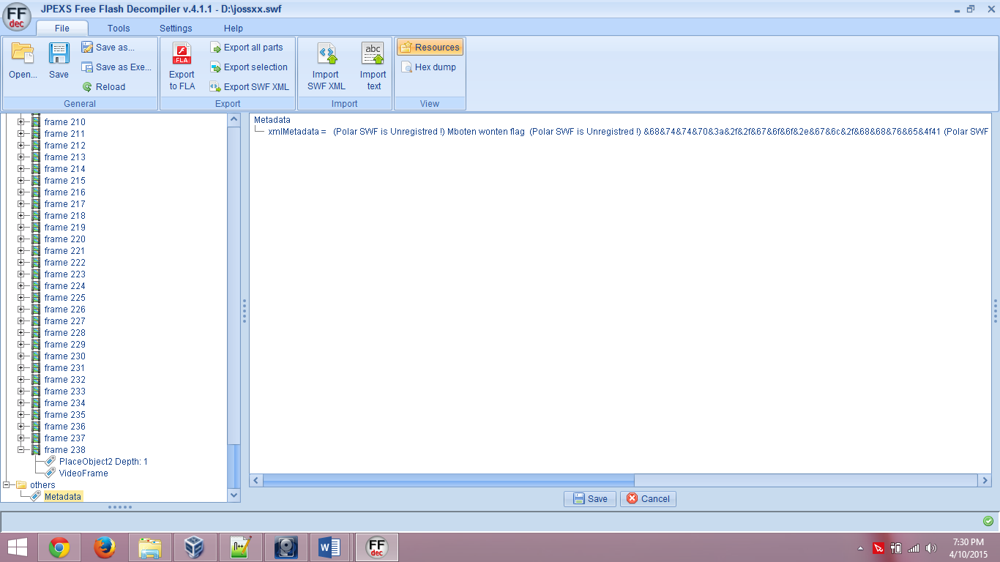 JPEXS Free Flash Decompiler v.4.1.1 - D:\jossxx.swf
FF
dec
File
Tools
Settings
Help
Open...
Save
Save as...
Save as Exe...
Reload
General
FLA
Export
to FLA
Export all parts
Export selection
Export SWF XML
Export
Import
SWF XML
abc
Import
text
Import
Resources
Hex dump
View
frame 210
frame 211
frame 212
frame 213
frame 214
frame 215
frame 216
frame 217
frame 218
frame 219
frame 220
frame 221
frame 222
frame 223
frame 224
frame 225
frame 226
frame 227
frame 228
frame 229
frame 230
frame 231
frame 232
frame 233
frame 234
frame 235
frame 236
frame 237
frame 238
PlaceObject2 Depth: 1
VideoFrame
others
Metadata
Metadata
xmlMetadata = (Polar SWF is Unregistred !) Mboten wonten flag (Polar SWF is Unregistred !) &68&74&74&70&3a&2f&2f&67&6f&6f&2e&67&6c&2f&68&68&76&65&4f41 (Polar SWF
Save
Cancel
N++
W
FF
dec
7:30 PM
4/10/2015